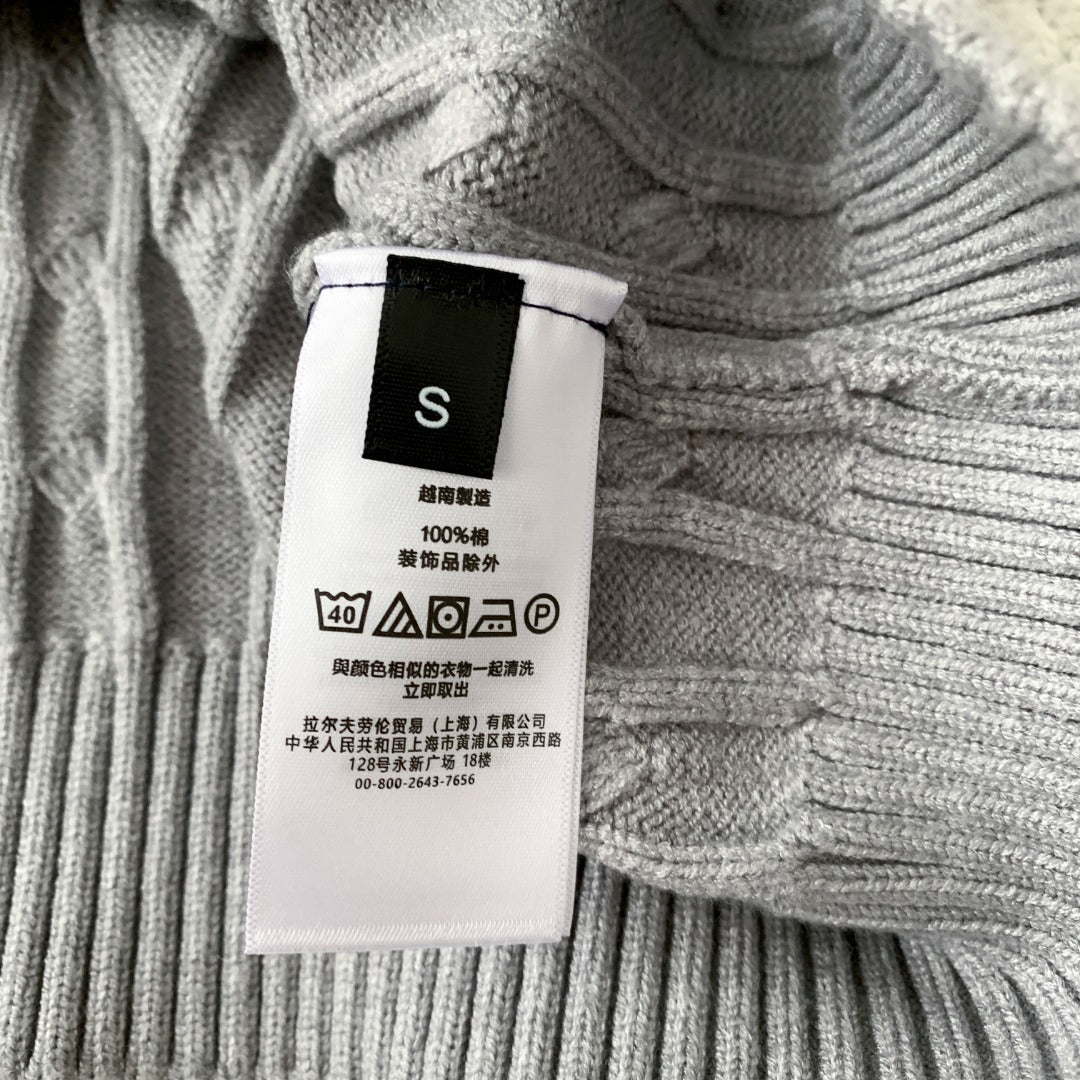 S
越南製造
100%棉
装饰品除外
40 P
與颜色相似的衣物一起清洗
立即取出
拉尔夫劳伦贸易（上海）有限公司
中华人民共和国上海市黄浦区南京西路
128号永新广场 18楼
00-800-2643-7656